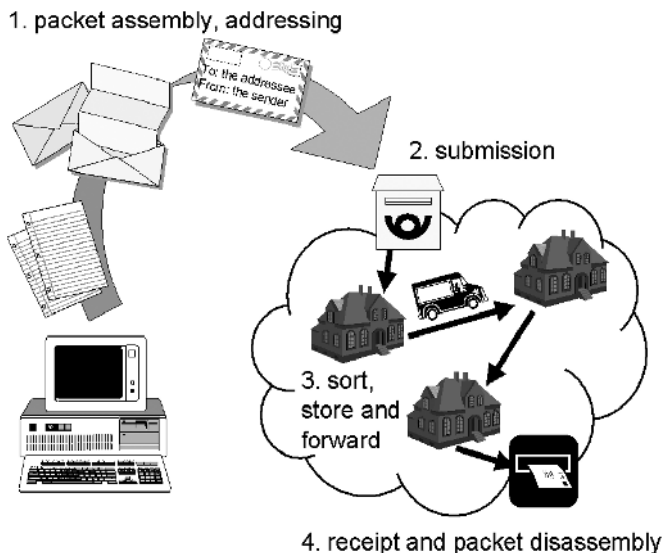 1. packet assembly, addressing
To: the addressee
From: the sender
2. submission
3. sort,
store and
forward
4. receipt and packet disassembly